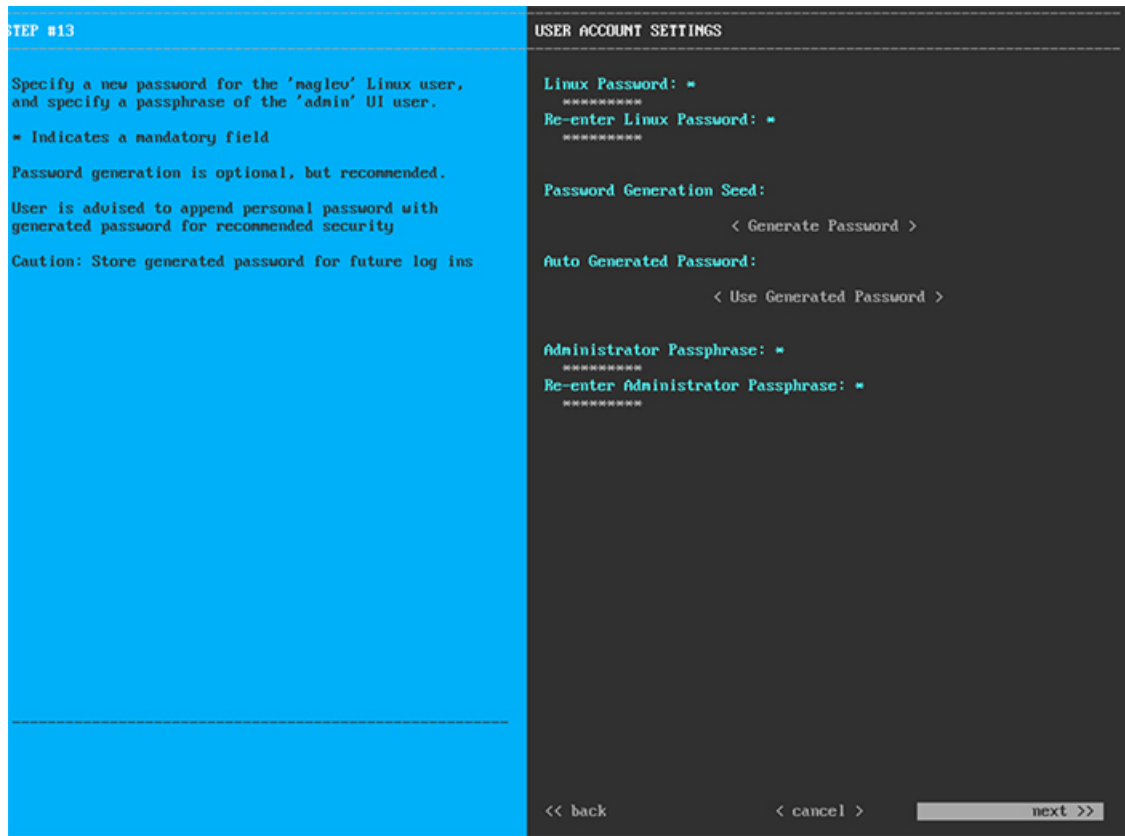 STEP #13
Specify a new password for the 'maglev' Linux user,
and specify a passphrase of the 'admin' UI user.
* Indicates a mandatory field
Password generation is optional, but recommended.
User is advised to append personal password with
generated password for recommended security
Caution: Store generated password for future log ins
USER ACCOUNT SETTINGS
Linux Password: *
*********
Re-enter Linux Password: *
*********
Password Generation Seed:
< Generate Password >
Auto Generated Password:
< Use Generated Password >
Administrator Passphrase: *
*********
Re-enter Administrator Passphrase: *
*********
<< back < cancel > next >>